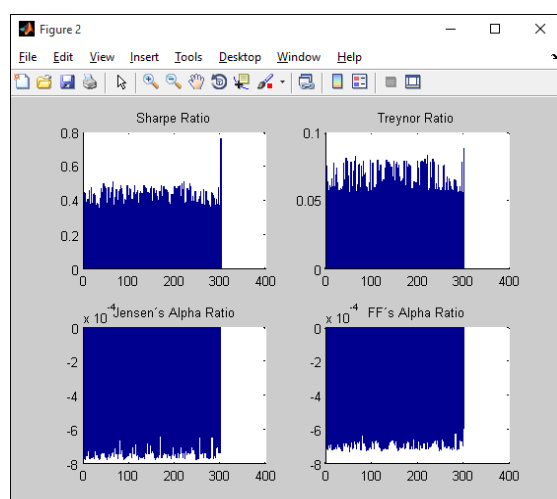 Figure 2
File Edit View Insert Tools Desktop Window Help
Sharpe Ratio
0.8
0.6
0.4
0.2
0
0 100 200 300 400
Treynor Ratio
0.1
0.05
0
0 100 200 300 400
x 10-4
Jensen´s Alpha Ratio
0
-2
-4
-6
-8
0 100 200 300 400
x 10-4
FF´s Alpha Ratio
0
-2
-4
-6
-8
0 100 200 300 400